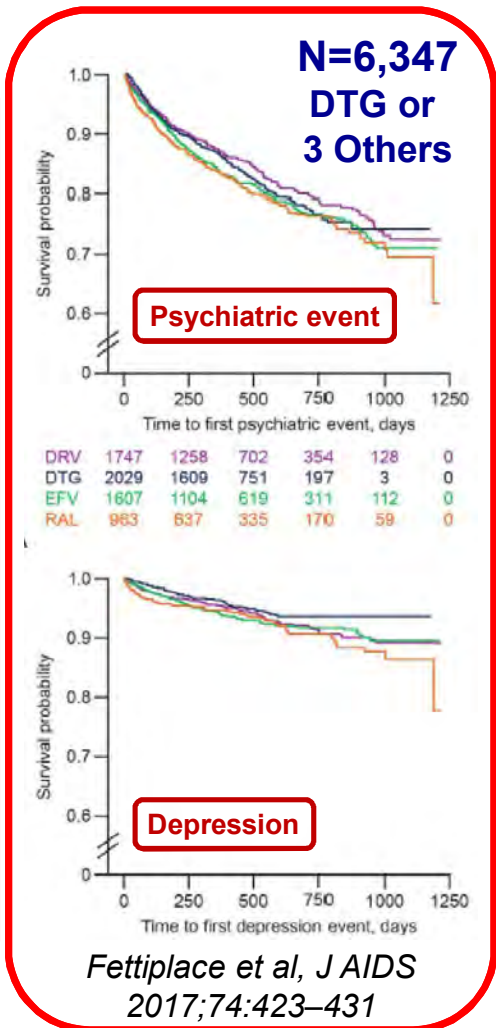 N=6,347
DTG or
3 Others
Survival probability
1.0
0.9
0.8
0.7
0.6
0
Psychiatric event
0 250 500 750 1000 1250
Time to first psychiatric event, days
DRV 1747 1258 702 354 128 0
DTG 2029 1609 751 197 3 0
EFV 1607 1104 619 311 112 0
RAL 963 637 335 170 59 0
Survival probability
1.0
0.9
0.8
0.7
0.6
0
Depression
0 250 500 750 1000 1250
Time to first depression event, days
Fettiplace et al, J AIDS
2017;74:423–431